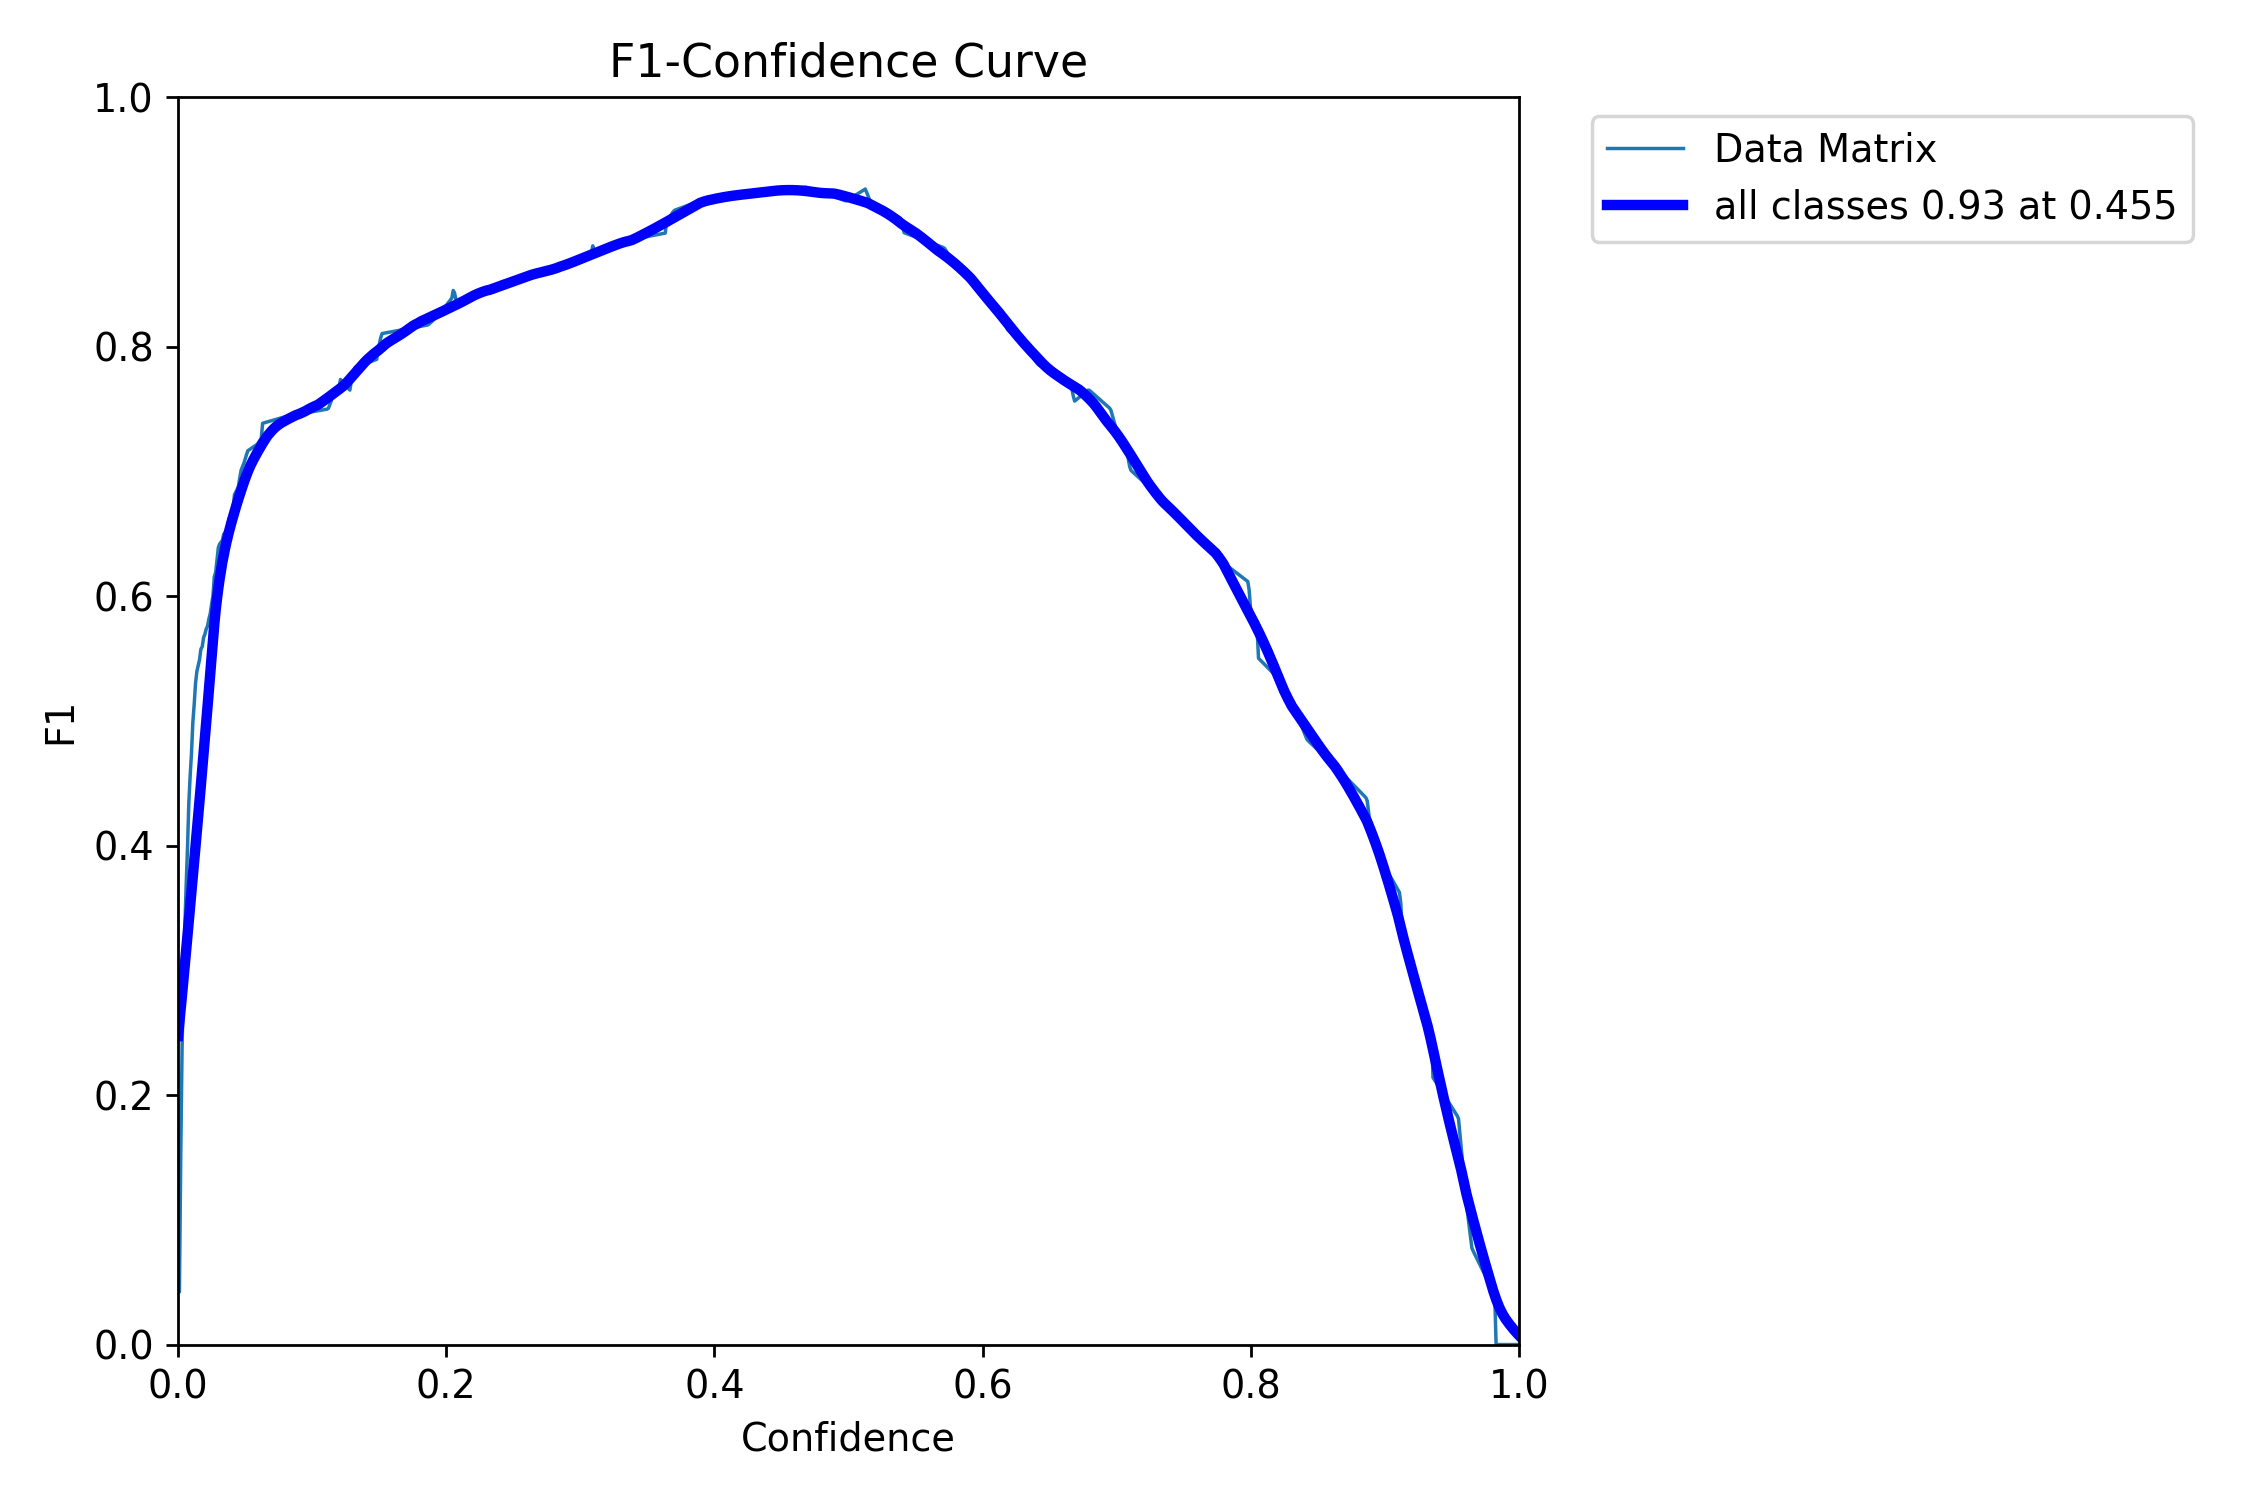 F1-Confidence Curve
Data Matrix
all classes 0.93 at 0.455
1.0
0.8
0.6
0.4
0.2
0.0
F1
0.0 0.2 0.4 0.6 0.8 1.0
Confidence